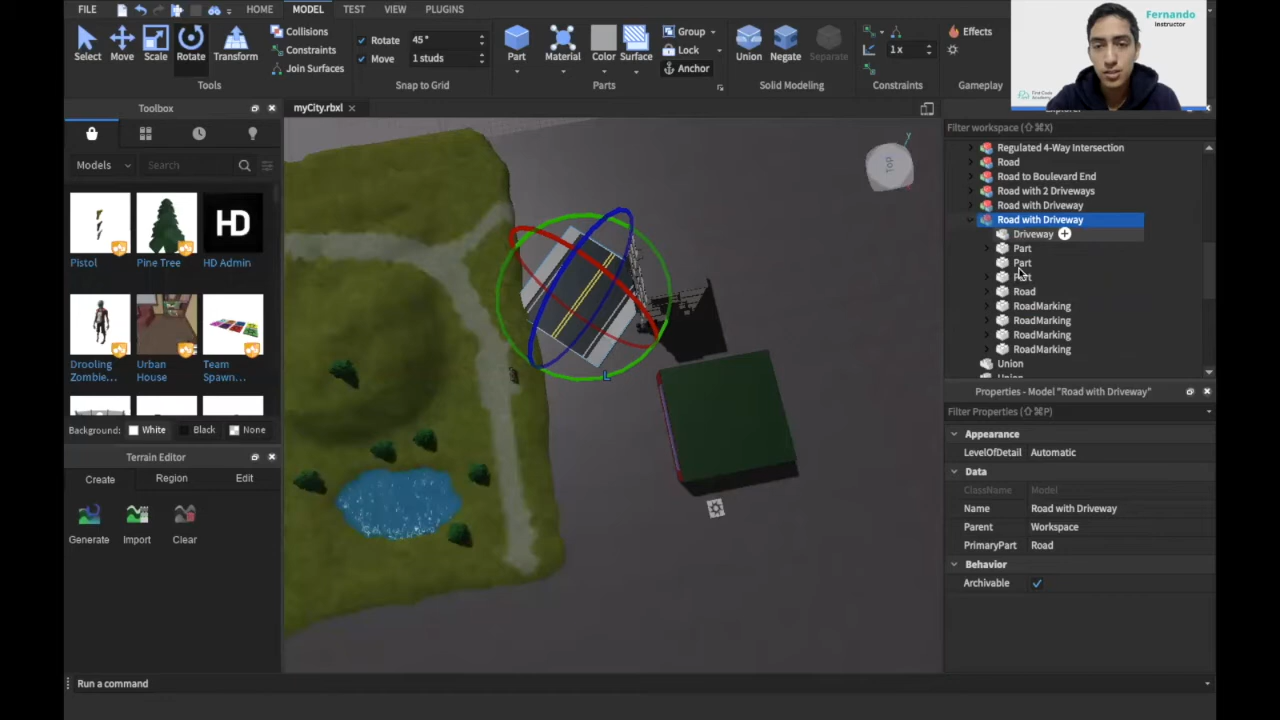 FILE HOME MODEL TEST VIEW PLUGINS
Select Move Scale Rotate Transform
Collisions
Constraints
Join Surfaces
Tools
Rotate 45°
Move 1 studs
Snap to Grid
Part Material Color Surface
Group
Lock
Anchor
Parts
Union Negate Separate
Solid Modeling
1 x
Constraints
Effects
Gameplay
Fernando
Instructor
First Code
Academy
Toolbox
Models Search
Pistol Pine Tree HD Admin
HD
Drooling Zombie... Urban House Team Spawn...
Background: White Black None
Terrain Editor
Create Region Edit
Generate Import Clear
myCity.rbxl
Top
y
L
Filter workspace (⇧⌘X)
Regulated 4-Way Intersection
Road
Road to Boulevard End
Road with 2 Driveways
Road with Driveway
Road with Driveway
Driveway
Part
Part
Part
Road
RoadMarking
RoadMarking
RoadMarking
RoadMarking
Union
Properties - Model "Road with Driveway"
Filter Properties (⇧⌘P)
Appearance
LevelOfDetail Automatic
Data
ClassName Model
Name Road with Driveway
Parent Workspace
PrimaryPart Road
Behavior
Archivable
Run a command